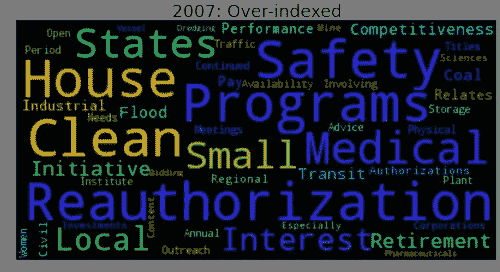 2007: Over-indexed
Open Vessel Dredging Performance Wine Competitiveness
Period States Traffic Safety Titles
Continued Sciences
House Pay Availability Involving Coal
Industrial Programs Relates
Needs Flood Storage
Clean Meetings Advice Physical
Small Medical
Initiative Bidding Transit Authorizations
Institute Regional Plant
Reauthorization
Women Civil Investments Content Annual Especially Corporations
Local Interest Retirement
Outreach Pharmaceuticals